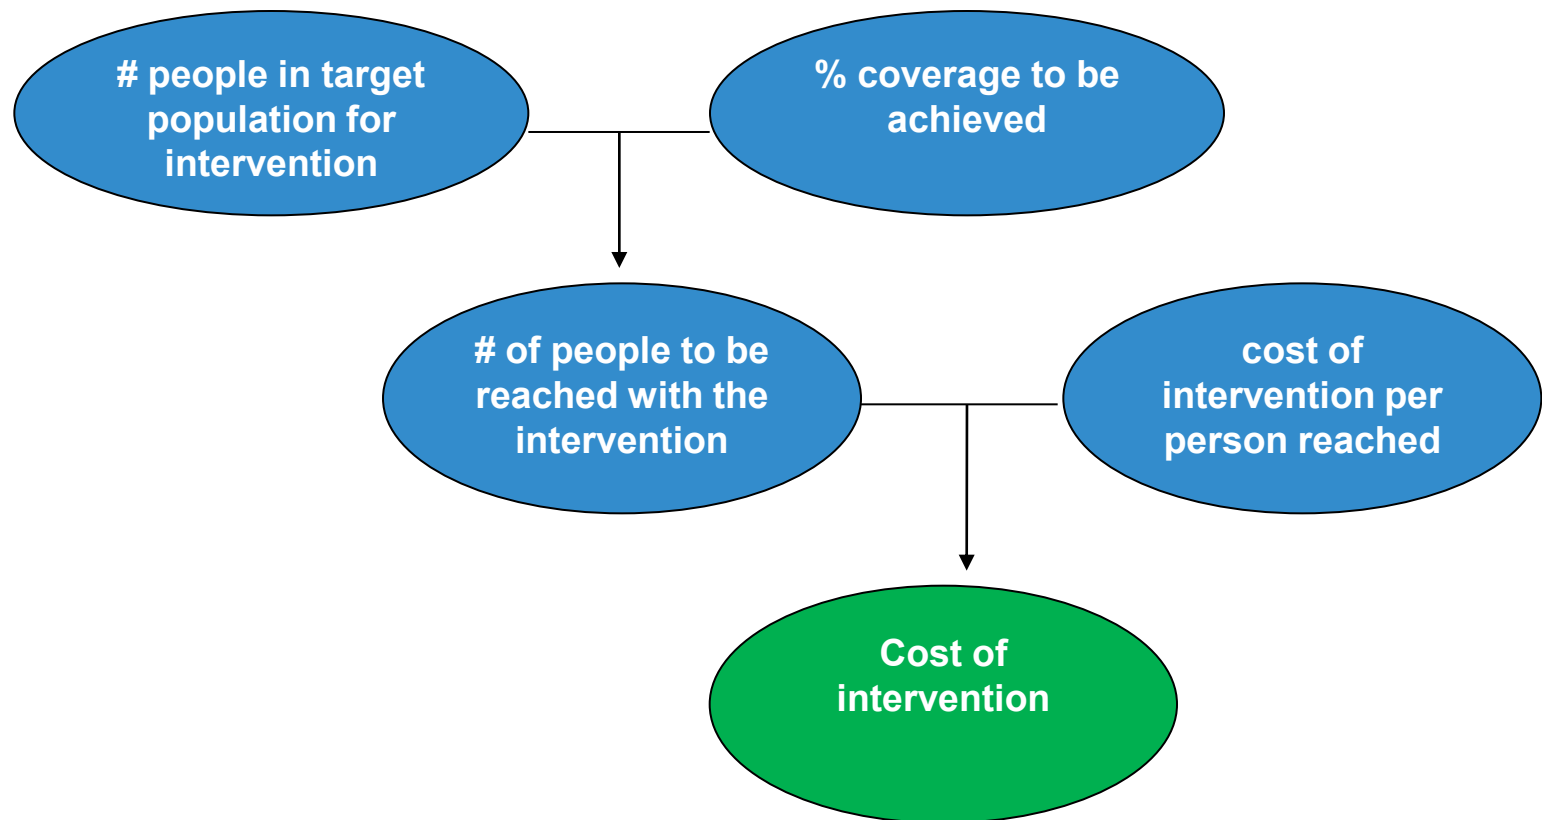 # people in target
population for
intervention
% coverage to be
achieved
# of people to be
reached with the
intervention
cost of
intervention per
person reached
Cost of
intervention